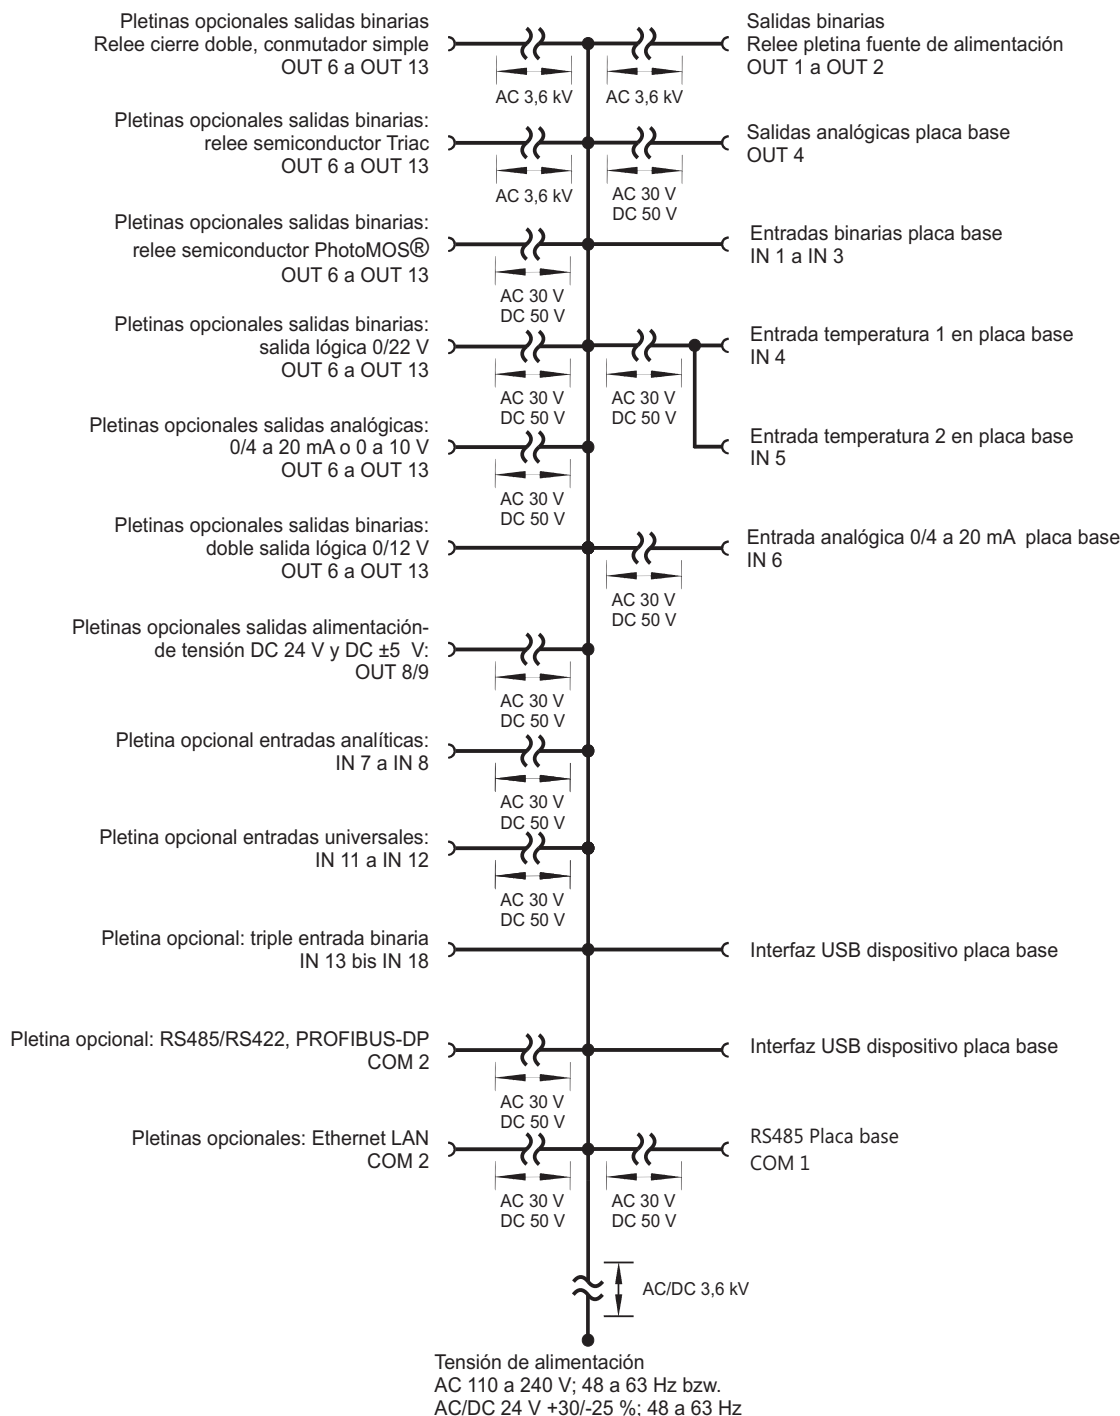 Pletinas opcionales salidas binarias
Relee cierre doble, conmutador simple
OUT 6 a OUT 13
AC 3,6 kV
Salidas binarias
Relee pletina fuente de alimentación
OUT 1 a OUT 2
AC 3,6 kV
Pletinas opcionales salidas binarias:
relee semiconductor Triac
OUT 6 a OUT 13
AC 3,6 kV
Salidas analógicas placa base
OUT 4
AC 30 V
DC 50 V
Pletinas opcionales salidas binarias:
relee semiconductor PhotoMOS®
OUT 6 a OUT 13
AC 30 V
DC 50 V
Entradas binarias placa base
IN 1 a IN 3
Pletinas opcionales salidas binarias:
salida lógica 0/22 V
OUT 6 a OUT 13
AC 30 V
DC 50 V
Entrada temperatura 1 en placa base
IN 4
AC 30 V
DC 50 V
Pletinas opcionales salidas analógicas:
0/4 a 20 mA o 0 a 10 V
OUT 6 a OUT 13
AC 30 V
DC 50 V
Entrada temperatura 2 en placa base
IN 5
Pletinas opcionales salidas binarias:
doble salida lógica 0/12 V
OUT 6 a OUT 13
Entrada analógica 0/4 a 20 mA placa base
IN 6
AC 30 V
DC 50 V
Pletinas opcionales salidas alimentación-
de tensión DC 24 V y DC ±5 V:
OUT 8/9
AC 30 V
DC 50 V
Pletina opcional entradas analíticas:
IN 7 a IN 8
AC 30 V
DC 50 V
Pletina opcional entradas universales:
IN 11 a IN 12
AC 30 V
DC 50 V
Pletina opcional: triple entrada binaria
IN 13 bis IN 18
Interfaz USB dispositivo placa base
Pletina opcional: RS485/RS422, PROFIBUS-DP
COM 2
AC 30 V
DC 50 V
Interfaz USB dispositivo placa base
Pletinas opcionales: Ethernet LAN
COM 2
AC 30 V
DC 50 V
RS485 Placa base
COM 1
AC 30 V
DC 50 V
AC/DC 3,6 kV
Tensión de alimentación
AC 110 a 240 V; 48 a 63 Hz bzw.
AC/DC 24 V +30/-25 %; 48 a 63 Hz